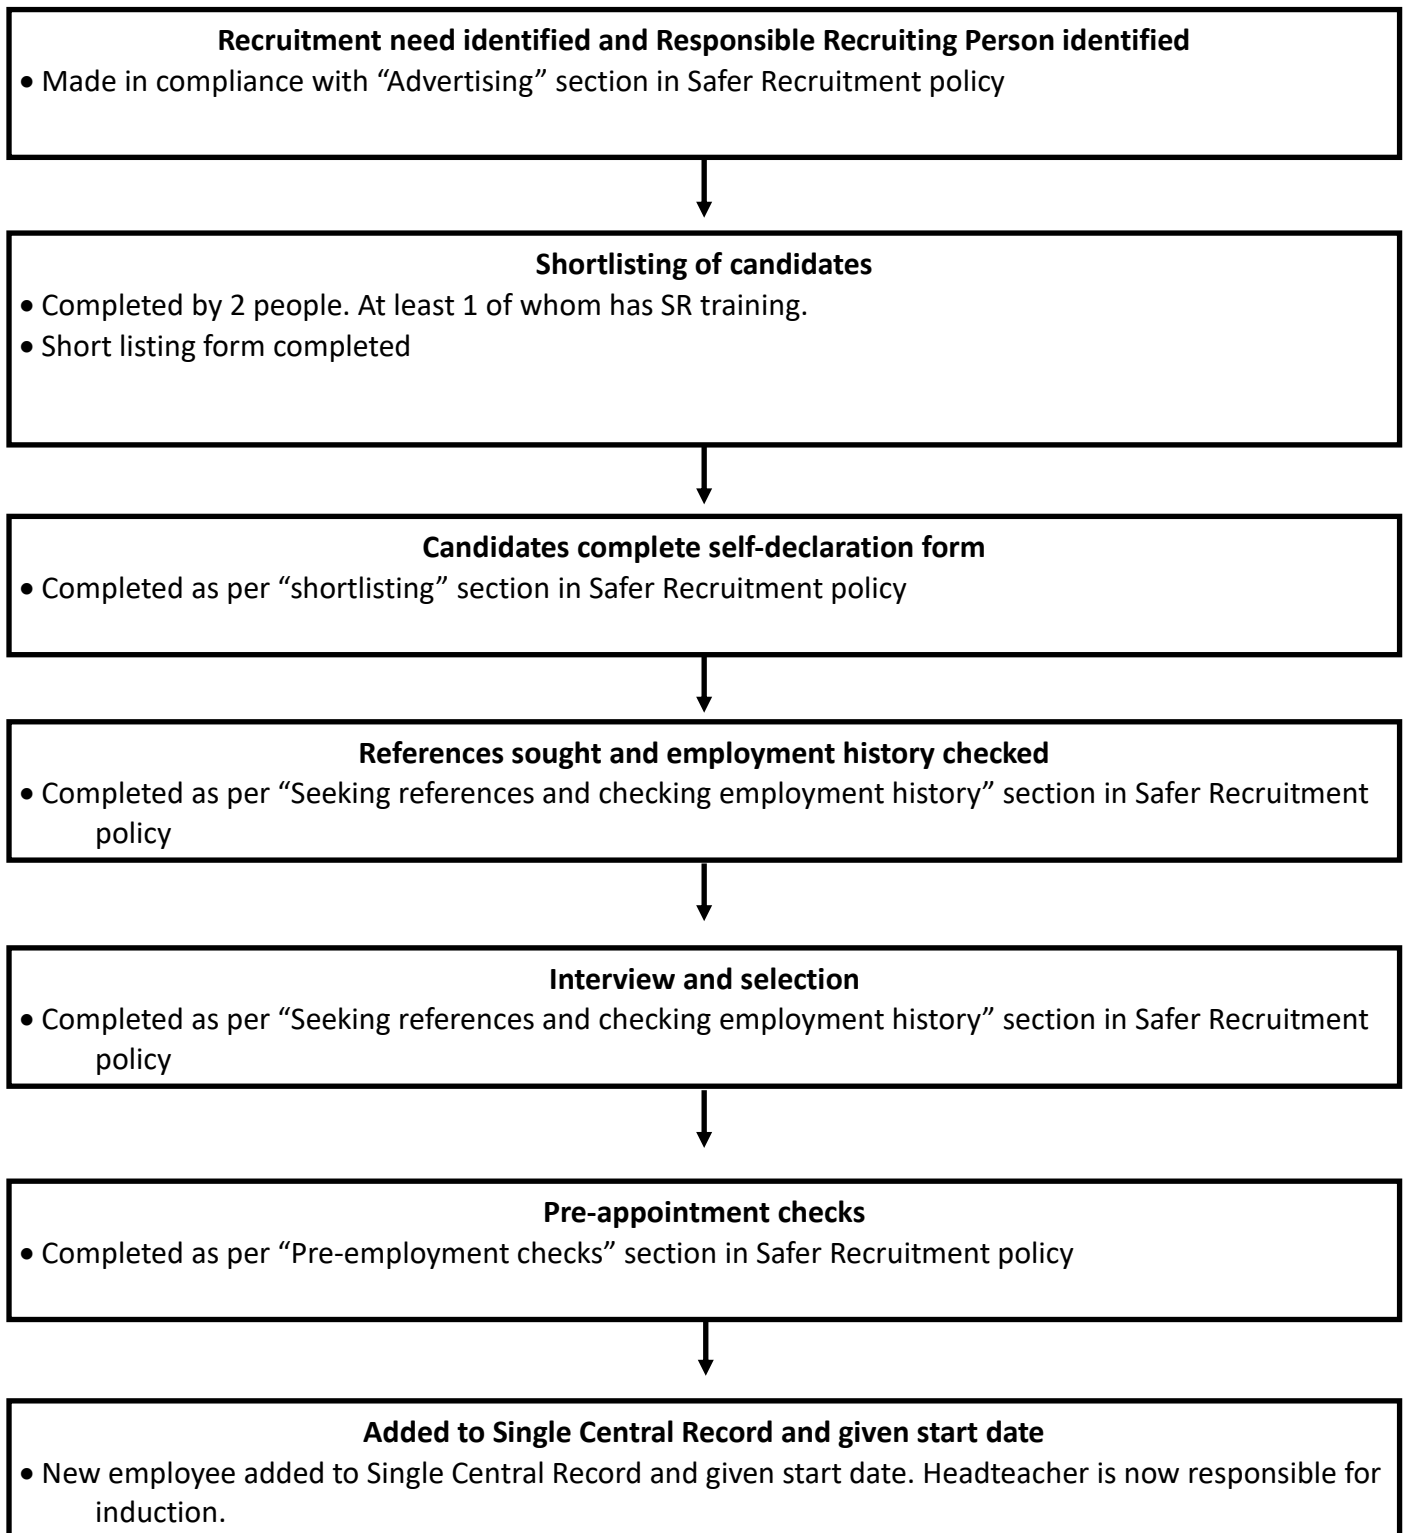 Recruitment need identified and Responsible Recruiting Person identified
• Made in compliance with “Advertising” section in Safer Recruitment policy
Shortlisting of candidates
• Completed by 2 people. At least 1 of whom has SR training.
• Short listing form completed
Candidates complete self-declaration form
• Completed as per “shortlisting” section in Safer Recruitment policy
References sought and employment history checked
• Completed as per “Seeking references and checking employment history” section in Safer Recruitment
policy
Interview and selection
• Completed as per “Seeking references and checking employment history” section in Safer Recruitment
policy
Pre-appointment checks
• Completed as per “Pre-employment checks” section in Safer Recruitment policy
Added to Single Central Record and given start date
• New employee added to Single Central Record and given start date. Headteacher is now responsible for
induction.